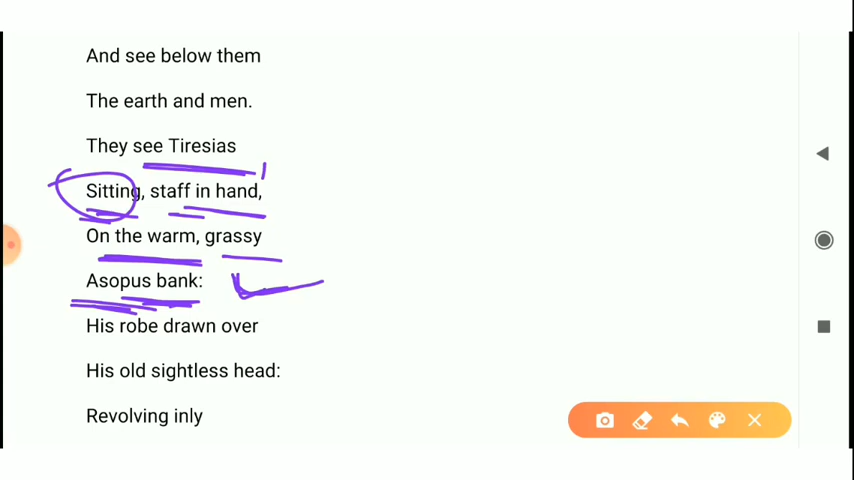 And see below them
The earth and men.
They see Tiresias
Sitting, staff in hand,
On the warm, grassy
Asopus bank:
His robe drawn over
His old sightless head:
Revolving inly